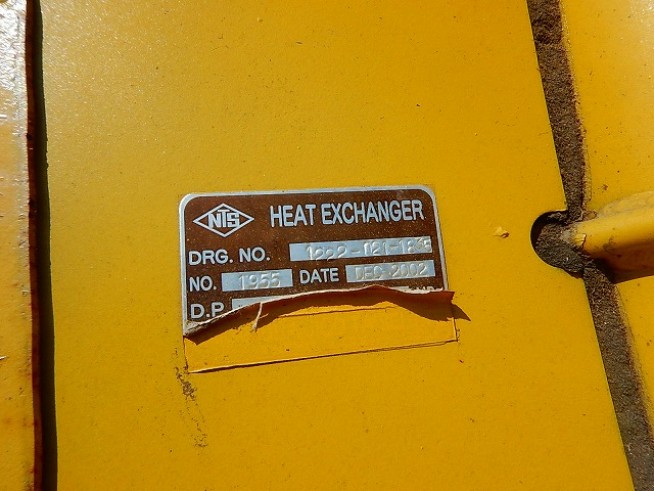 NTS HEAT EXCHANGER
DRG. NO.
NO. 1955 DATE DEC-2002
D.P